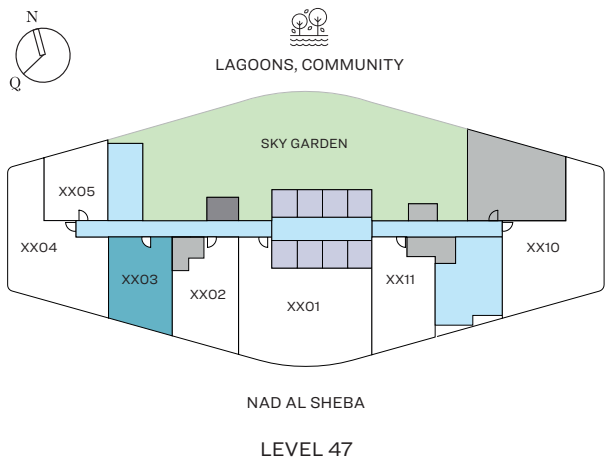 N
Q
LAGOONS, COMMUNITY
SKY GARDEN
XX05
XX04
XX03
XX02
XX01
XX11
XX10
NAD AL SHEBA
LEVEL 47